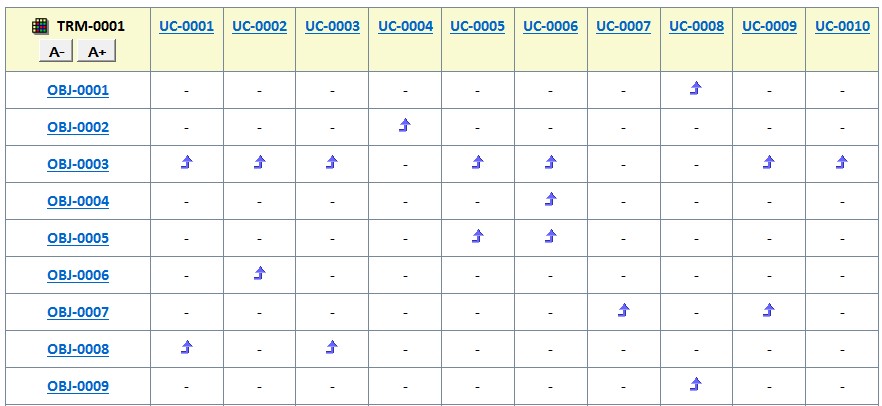 TRM-0001 UC-0001 UC-0002 UC-0003 UC-0004 UC-0005 UC-0006 UC-0007 UC-0008 UC-0009 UC-0010
A- A+
OBJ-0001 - - - - - - - - -
OBJ-0002 - - - - - - - - -
OBJ-0003 - - -
OBJ-0004 - - - - - - - - -
OBJ-0005 - - - - - - - -
OBJ-0006 - - - - - - - - -
OBJ-0007 - - - - - - - -
OBJ-0008 - - - - - - - -
OBJ-0009 - - - - - - - - -